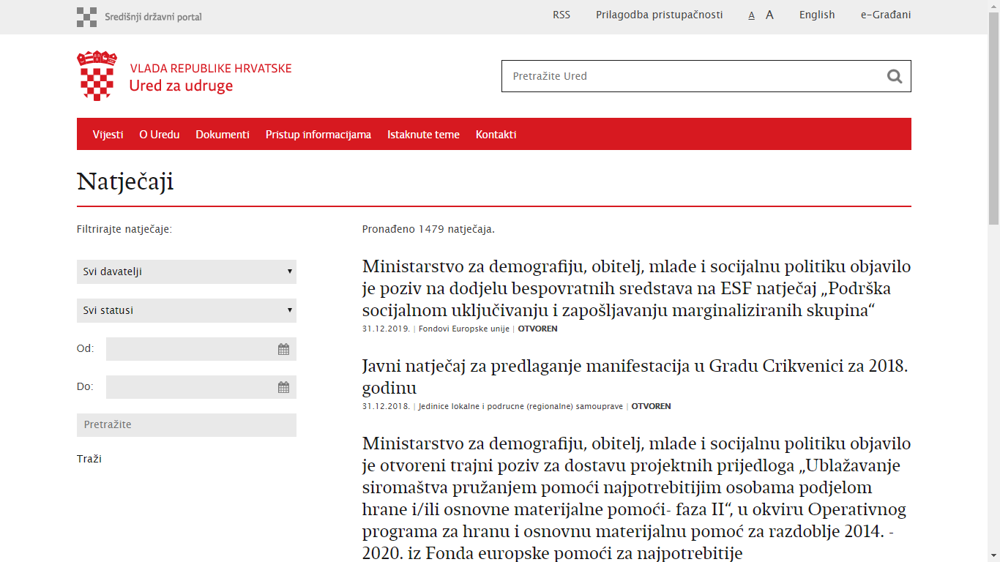 Središnji državni portal
RSS
Prilagodba pristupačnosti
A A
English
e-Građani
VLADA REPUBLIKE HRVATSKE
Ured za udruge
Pretražite Ured
Vijesti
O Uredu
Dokumenti
Pristup informacijama
Istaknute teme
Kontakti
Natječaji
Filtrirajte natječaje:
Svi davatelji
Svi statusi
Od:
Do:
Pretražite
Traži
Pronađeno 1479 natječaja.
Ministarstvo za demografiju, obitelj, mlade i socijalnu politiku objavilo
je poziv na dodjelu bespovratnih sredstava na ESF natječaj „Podrška
socijalnom uključivanju i zapošljavanju marginaliziranih skupina“
31.12.2019. | Fondovi Europske unije | OTVOREN
Javni natječaj za predlaganje manifestacija u Gradu Crikvenici za 2018.
godinu
31.12.2018. | Jedinice lokalne i podrucne (regionalne) samouprave | OTVOREN
Ministarstvo za demografiju, obitelj, mlade i socijalnu politiku objavilo
je otvoreni trajni poziv za dostavu projektnih prijedloga „Ublažavanje
siromaštva pružanjem pomoći najpotrebitijim osobama podjelom
hrane i/ili osnovne materijalne pomoći- faza II“, u okviru Operativnog
programa za hranu i osnovnu materijalnu pomoć za razdoblje 2014. -
2020. iz Fonda europske pomoći za najpotrebitije